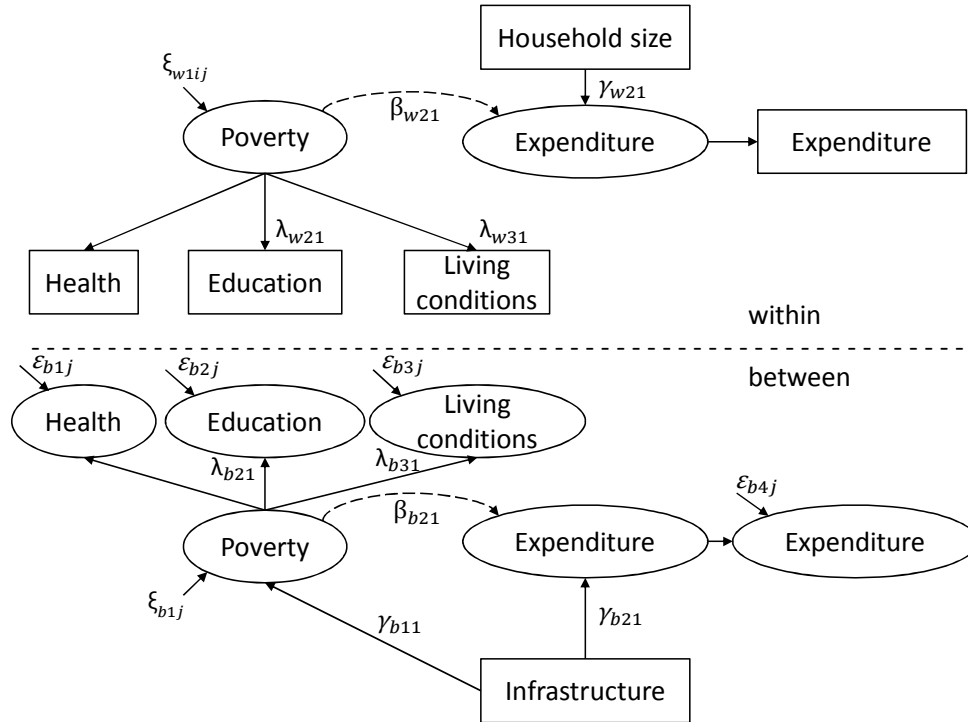 Household size
ξw1ij
γw21
βw21
Poverty
Expenditure
Expenditure
λw21
λw31
Health
Education
Living
conditions
within
εb1j
εb2j
εb3j
between
Health
Education
Living
conditions
λb21
λb31
εb4j
βb21
Poverty
Expenditure
Expenditure
ξb1j
γb11
γb21
Infrastructure